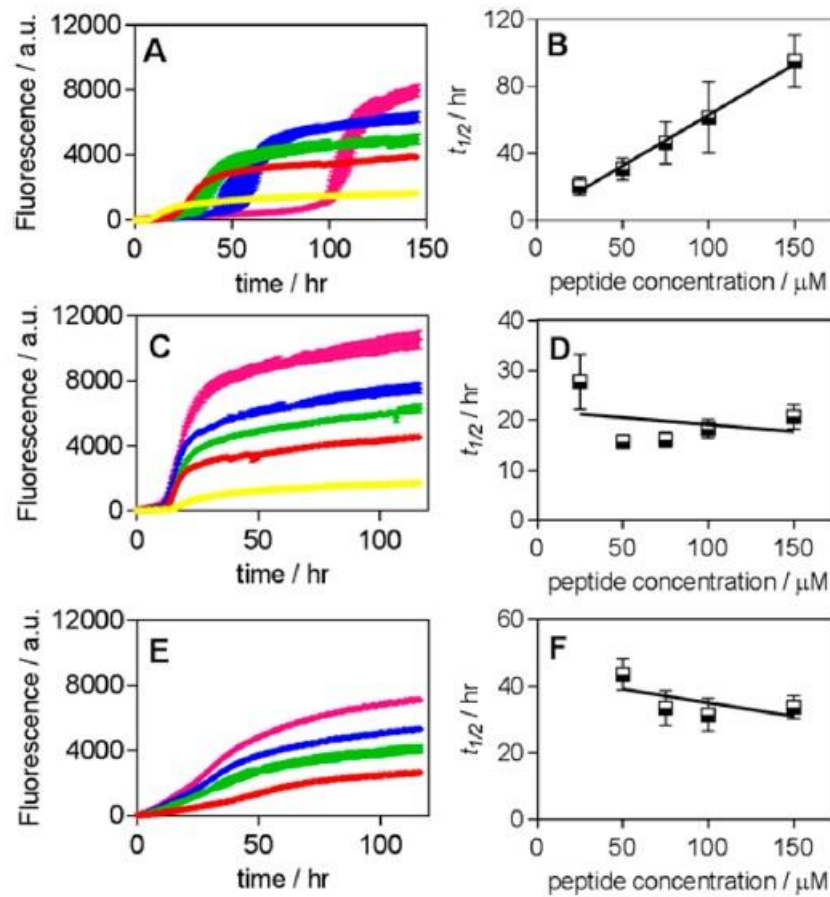 A
Fluorescence / a.u.
12000
8000
4000
0
0 50 100 150
time / hr
B
t1/2 / hr
120
80
40
0
0 50 100 150
peptide concentration / μM
C
Fluorescence / a.u.
12000
8000
4000
0
0 50 100
time / hr
D
t1/2 / hr
40
30
20
10
0
0 50 100 150
peptide concentration / μM
E
Fluorescence / a.u.
12000
8000
4000
0
0 50 100
time / hr
F
t1/2 / hr
60
40
20
0
0 50 100 150
peptide concentration / μM